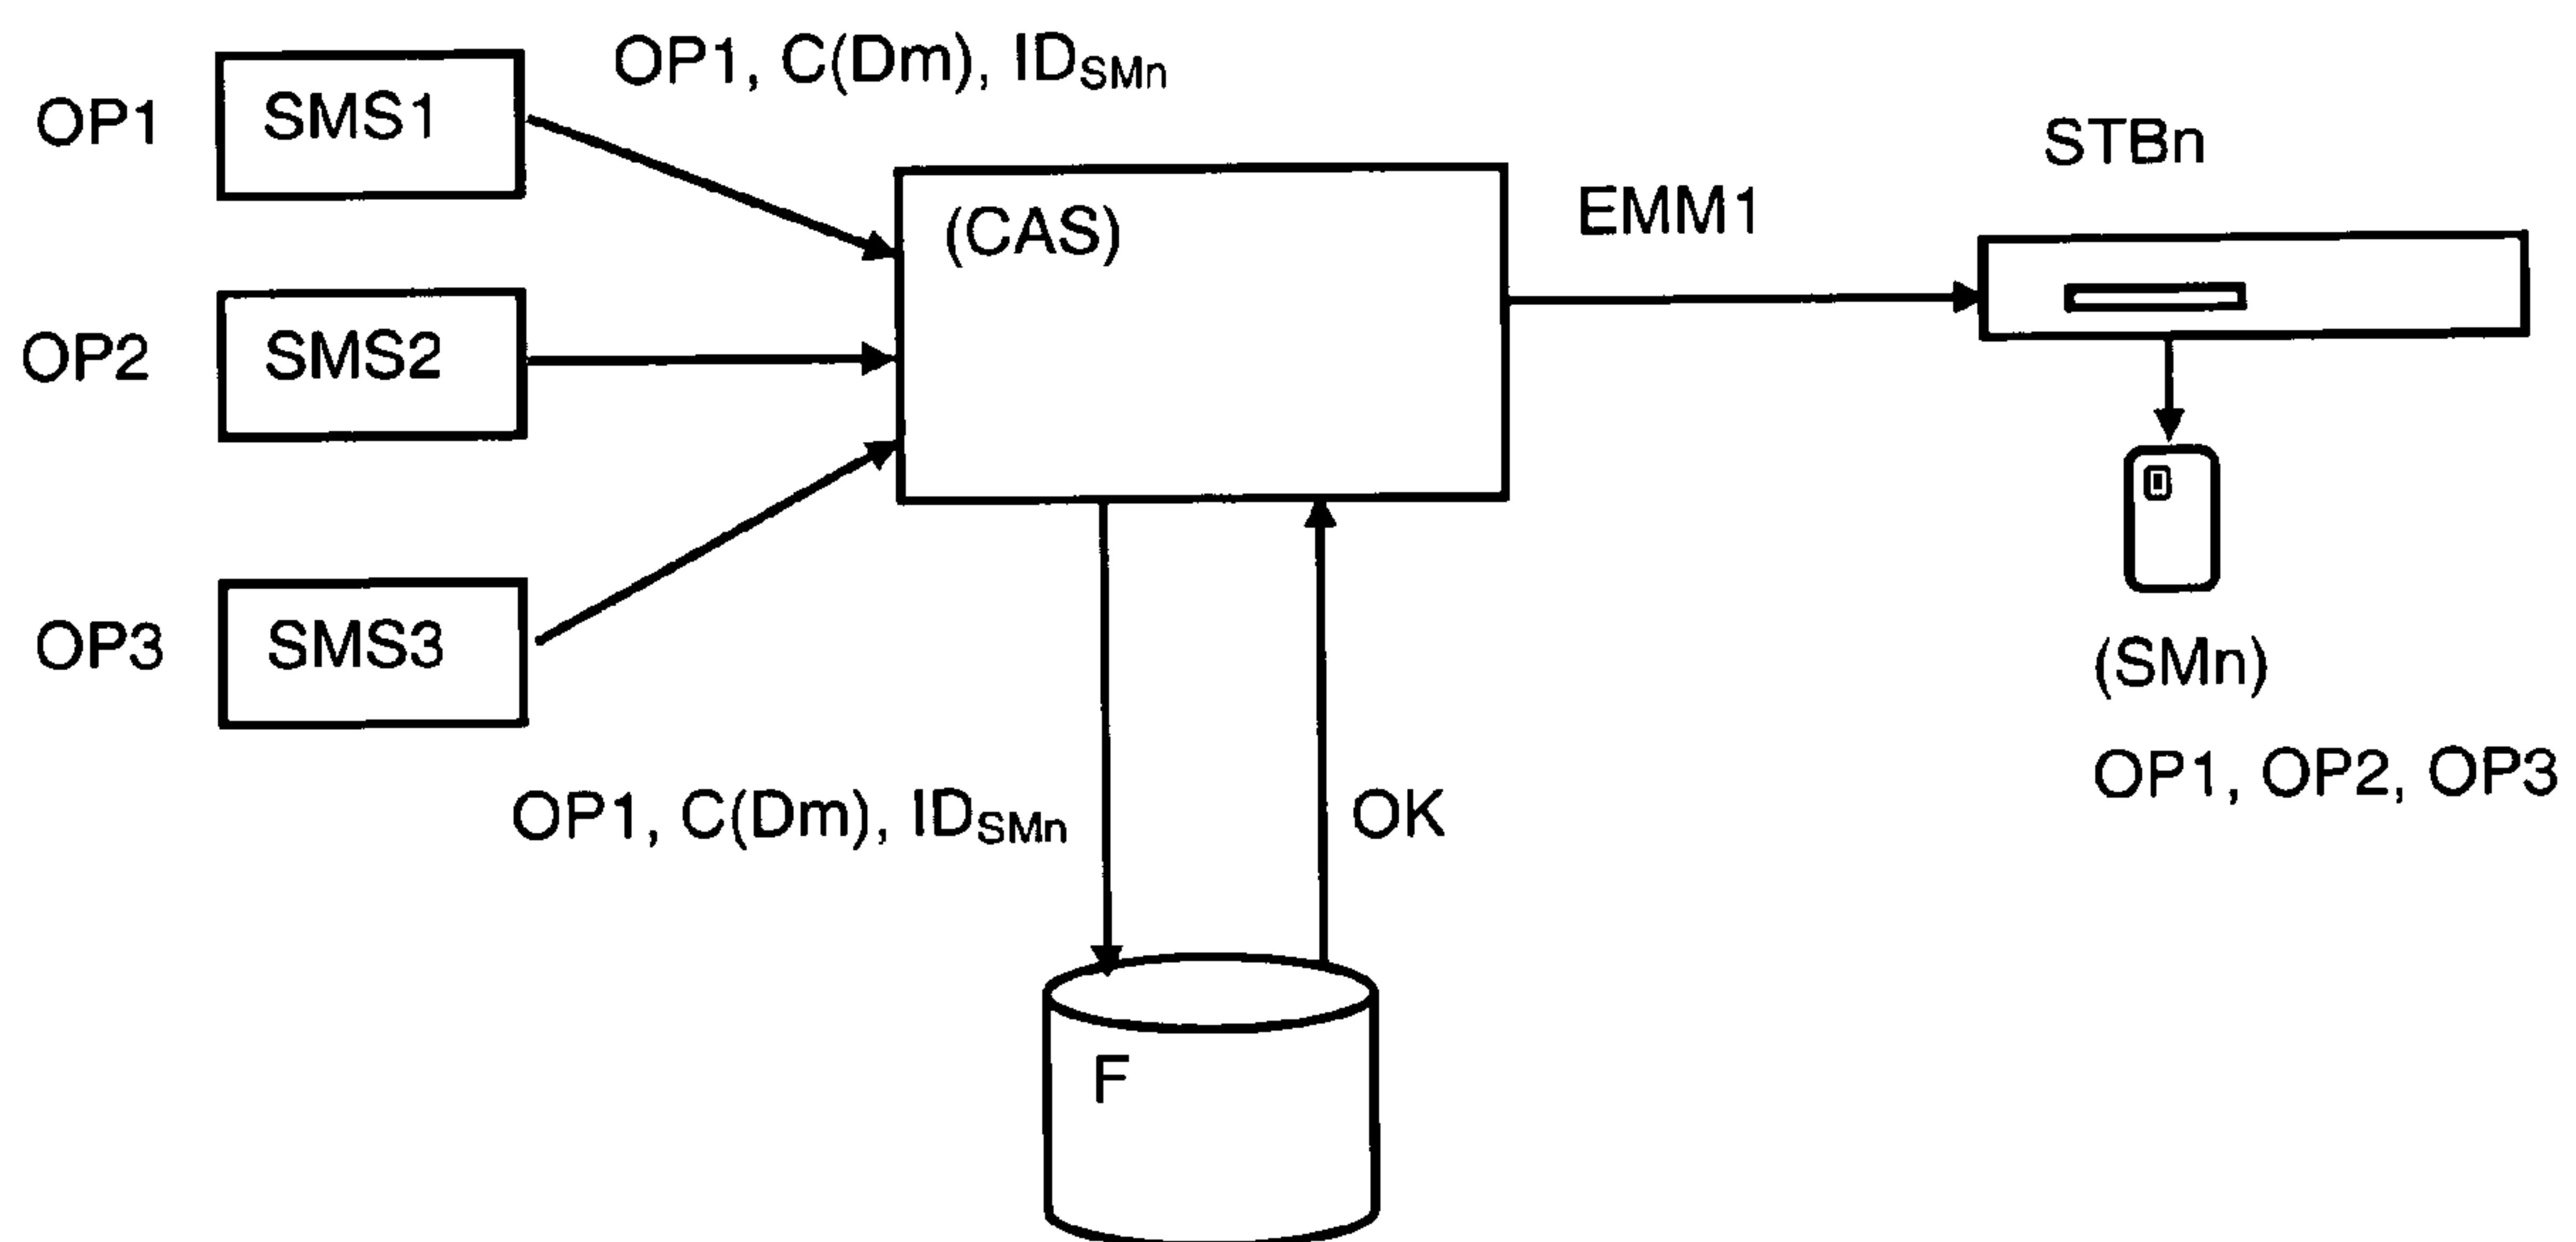 OP1, C(Dm), IDSMn
OP1
SMS1
STBn
(CAS)
EMM1
OP2
SMS2
OP3
SMS3
(SMn)
OP1, OP2, OP3
OP1, C(Dm), IDSMn
OK
F